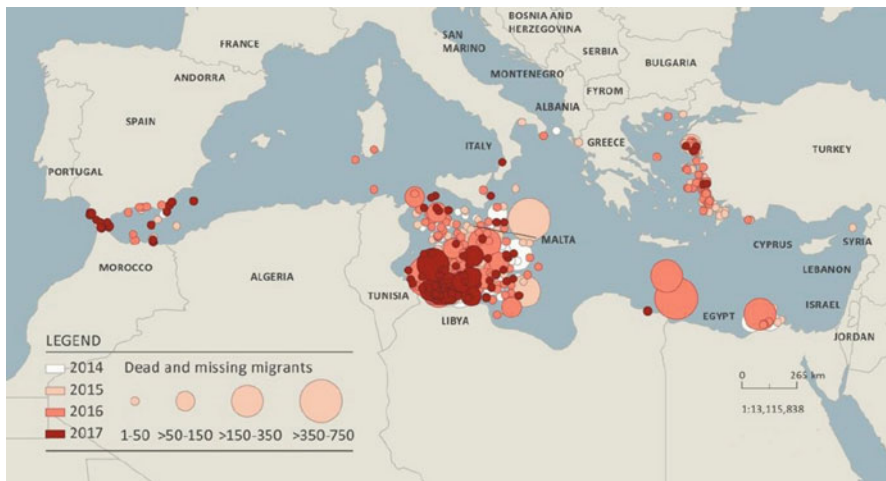 BOSNIA AND
HERZEGOVINA
FRANCE
SAN
MARINO
SERBIA
ANDORRA
MONTENEGRO
BULGARIA
FYROM
SPAIN
ALBANIA
ITALY
GREECE
TURKEY
PORTUGAL
MALTA
CYPRUS
SYRIA
MOROCCO
LEBANON
ALGERIA
TUNISIA
ISRAEL
LIBYA
EGYPT
JORDAN
LEGEND
2014 Dead and missing migrants
2015
2016
2017 1-50 >50-150 >150-350 >350-750
0 265 km
1:13,115,838